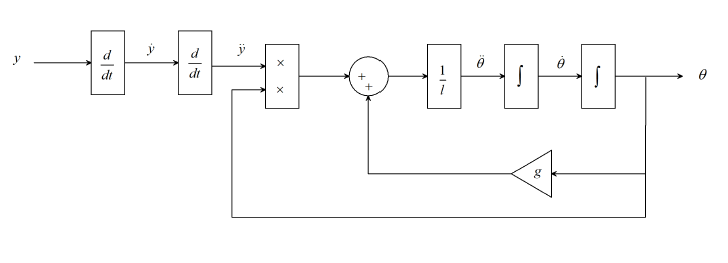 y
d
dt
ẏ
d
dt
ÿ
×
×
+
+
1
l
θ̈
∫
θ̇
∫
θ
g